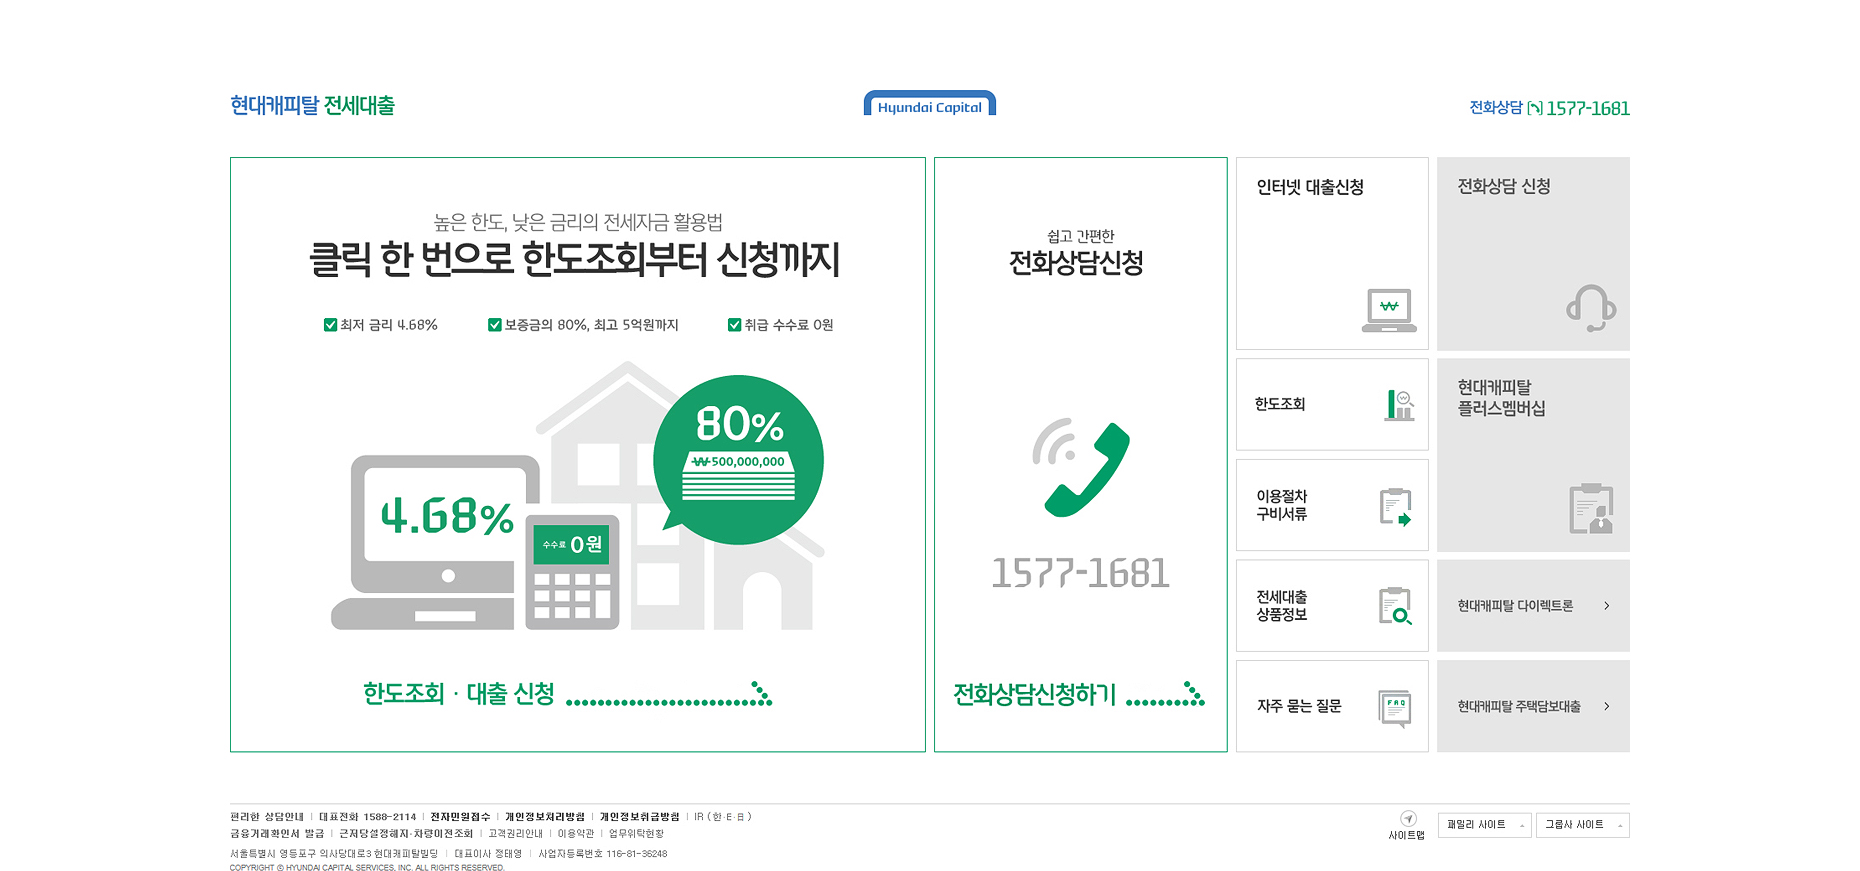 현대캐피탈 전세대출
Hyundai Capital
전화상담 1577-1681
높은 한도, 낮은 금리의 전세자금 활용법
클릭 한 번으로 한도조회부터 신청까지
최저 금리 4.68%
보증금의 80%, 최고 5억원까지
취급 수수료 0원
80%
₩500,000,000
4.68%
수수료 0원
한도조회 · 대출 신청
쉽고 간편한
전화상담신청
1577-1681
전화상담신청하기
인터넷 대출신청
₩
전화상담 신청
한도조회
₩
현대캐피탈
플러스멤버십
이용절차
구비서류
전세대출
상품정보
현대캐피탈 다이렉트론
자주 묻는 질문
FAQ
현대캐피탈 주택담보대출
편리한 상담안내 | 대표전화 1588-2114 | 전자민원접수 | 개인정보처리방침 | 개인정보취급방침 | IR (한·E·日)
금융거래확인서 발급 | 근저당설정해지·차량이전조회 | 고객권리안내 | 이용약관 | 업무위탁현황
서울특별시 영등포구 의사당대로3 현대캐피탈빌딩 | 대표이사 정태영 | 사업자등록번호 116-81-36248
COPYRIGHT © HYUNDAI CAPITAL SERVICES, INC. ALL RIGHTS RESERVED.
사이트맵
패밀리 사이트
그룹사 사이트